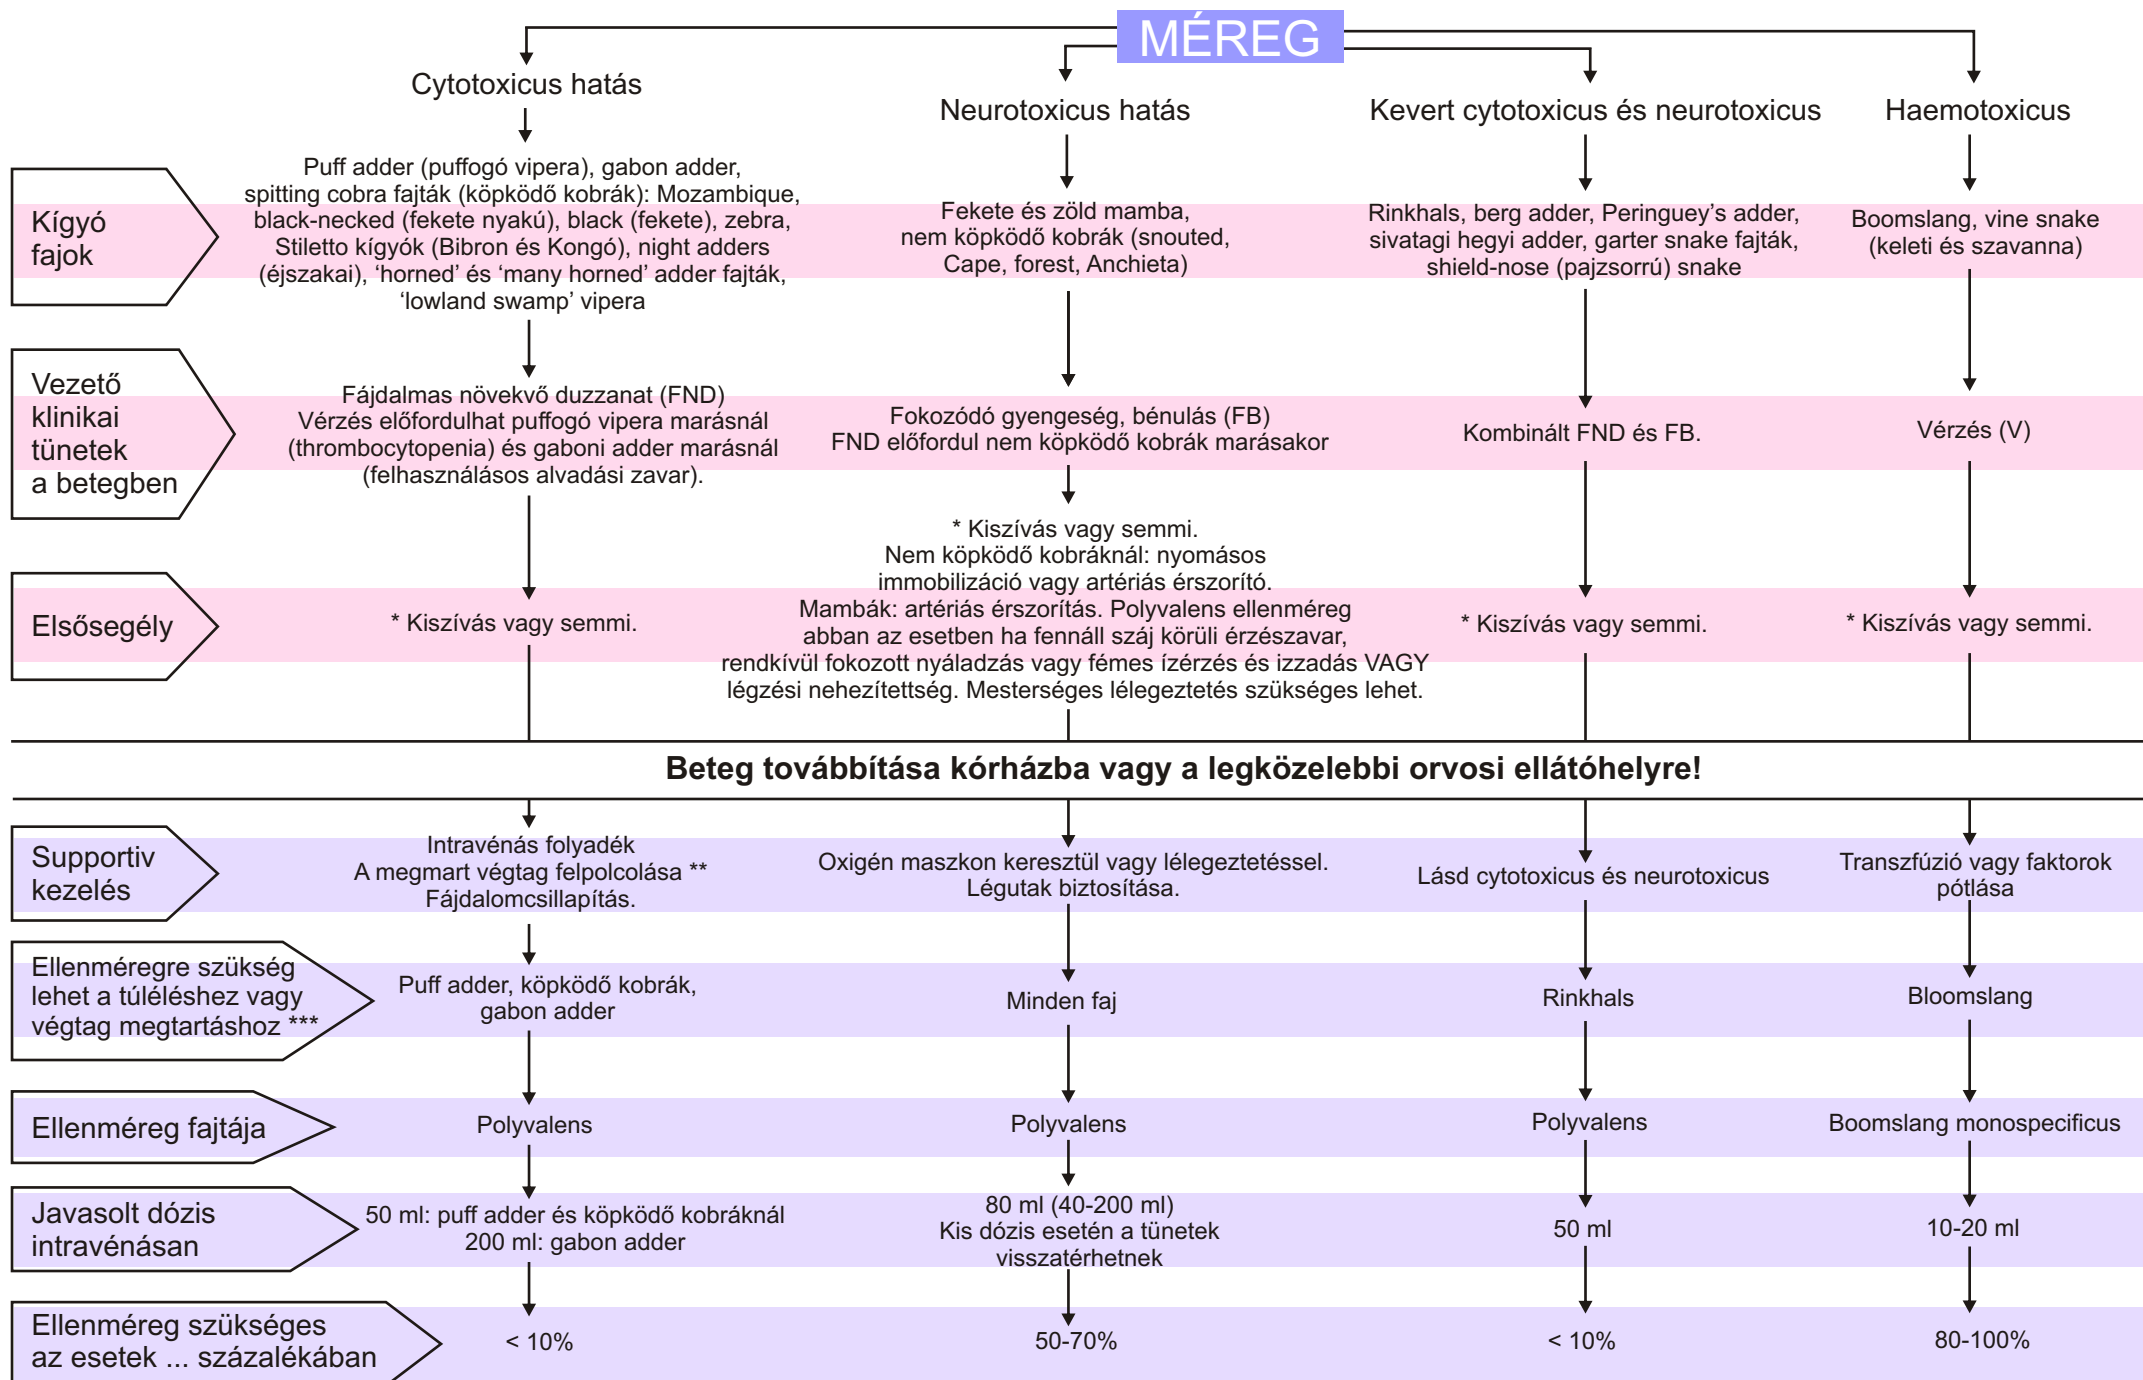 MÉREG
Cytotoxicus hatás
Neurotoxicus hatás
Kevert cytotoxicus és neurotoxicus
Haemotoxicus
Kígyó
fajok
Puff adder (puffogó vipera), gabon adder,
spitting cobra fajták (köpködő kobrák): Mozambique,
black-necked (fekete nyakú), black (fekete), zebra,
Stiletto kígyók (Bibron és Kongó), night adders
(éjszakai), ‘horned’ és ‘many horned’ adder fajták,
‘lowland swamp’ vipera
Fekete és zöld mamba,
nem köpködő kobrák (snouted,
Cape, forest, Anchieta)
Rinkhals, berg adder, Peringuey’s adder,
sivatagi hegyi adder, garter snake fajták,
shield-nose (pajzsorrú) snake
Boomslang, vine snake
(keleti és szavanna)
Vezető
klinikai
tünetek
a betegben
Fájdalmas növekvő duzzanat (FND)
Vérzés előfordulhat puffogó vipera marásnál
(thrombocytopenia) és gaboni adder marásnál
(felhasználásos alvadási zavar).
Fokozódó gyengeség, bénulás (FB)
FND előfordul nem köpködő kobrák marásakor
Kombinált FND és FB.
Vérzés (V)
Elsősegély
* Kiszívás vagy semmi.
* Kiszívás vagy semmi.
Nem köpködő kobráknál: nyomásos
immobilizáció vagy artériás érszorító.
Mambák: artériás érszorítás. Polyvalens ellenméreg
abban az esetben ha fennáll száj körüli érzészavar,
rendkívül fokozott nyáladzás vagy fémes ízérzés és izzadás VAGY
légzési nehezítettség. Mesterséges lélegeztetés szükséges lehet.
* Kiszívás vagy semmi.
* Kiszívás vagy semmi.
Beteg továbbítása kórházba vagy a legközelebbi orvosi ellátóhelyre!
Supportiv
kezelés
Intravénás folyadék
A megmart végtag felpolcolása **
Fájdalomcsillapítás.
Oxigén maszkon keresztül vagy lélegeztetéssel.
Légutak biztosítása.
Lásd cytotoxicus és neurotoxicus
Transzfúzió vagy faktorok
pótlása
Ellenméregre szükség
lehet a túléléshez vagy
végtag megtartáshoz ***
Puff adder, köpködő kobrák,
gabon adder
Minden faj
Rinkhals
Bloomslang
Ellenméreg fajtája
Polyvalens
Polyvalens
Polyvalens
Boomslang monospecificus
Javasolt dózis
intravénásan
50 ml: puff adder és köpködő kobráknál
200 ml: gabon adder
80 ml (40-200 ml)
Kis dózis esetén a tünetek
visszatérhetnek
50 ml
10-20 ml
Ellenméreg szükséges
az esetek ... százalékában
< 10%
50-70%
< 10%
80-100%